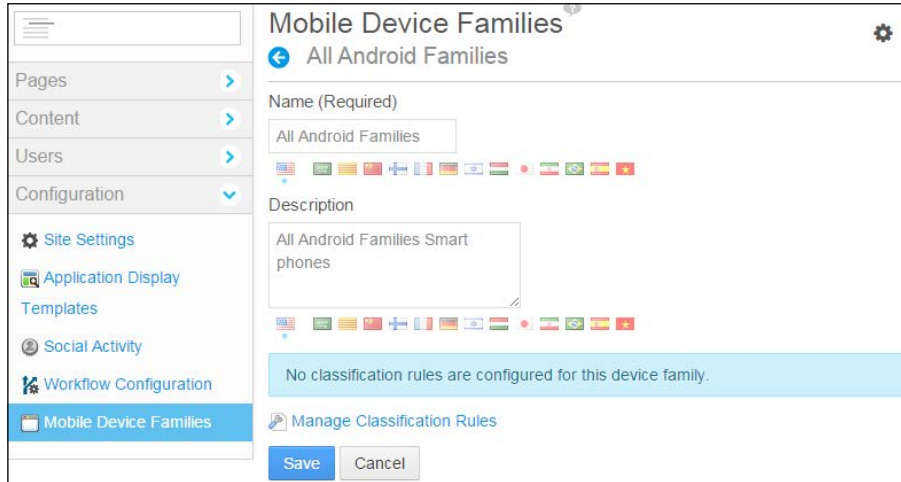 Mobile Device Families
All Android Families
Pages
Content
Users
Configuration
Site Settings
Application Display
Templates
Social Activity
Workflow Configuration
Mobile Device Families
Name (Required)
All Android Families
Description
All Android Families Smart
phones
No classification rules are configured for this device family.
Manage Classification Rules
Save
Cancel